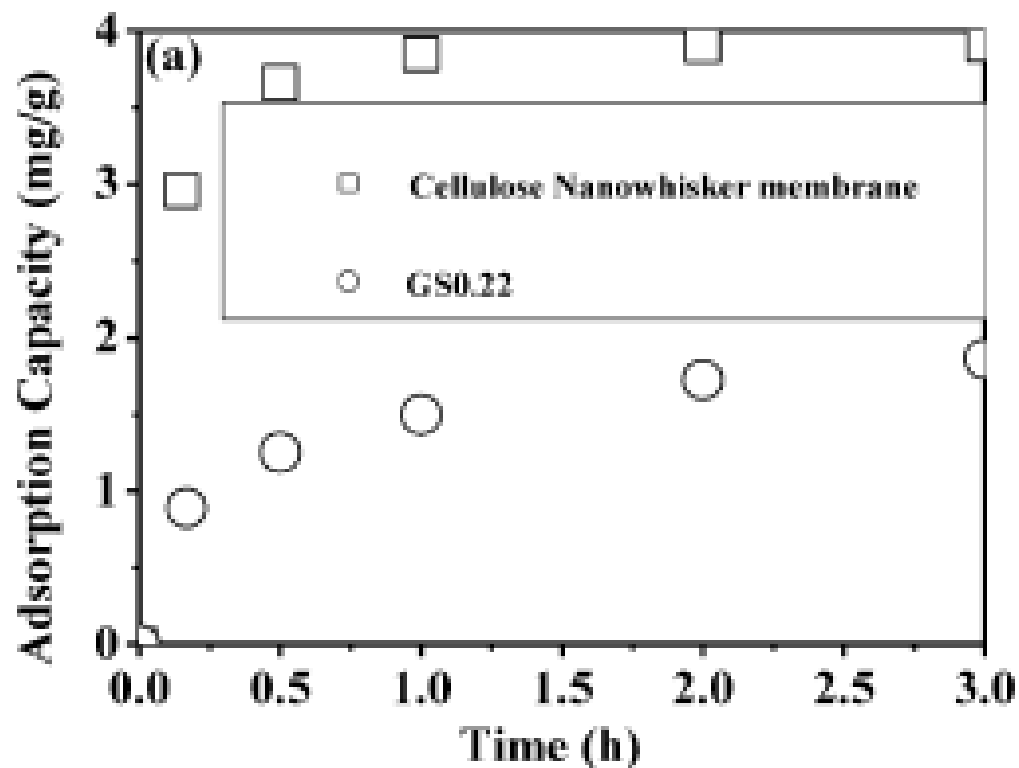 (a)
4
3
2
1
0
Adsorption Capacity (mg/g)
Cellulose Nanowhisker membrane
GS0.22
0.0 0.5 1.0 1.5 2.0 2.5 3.0
Time (h)